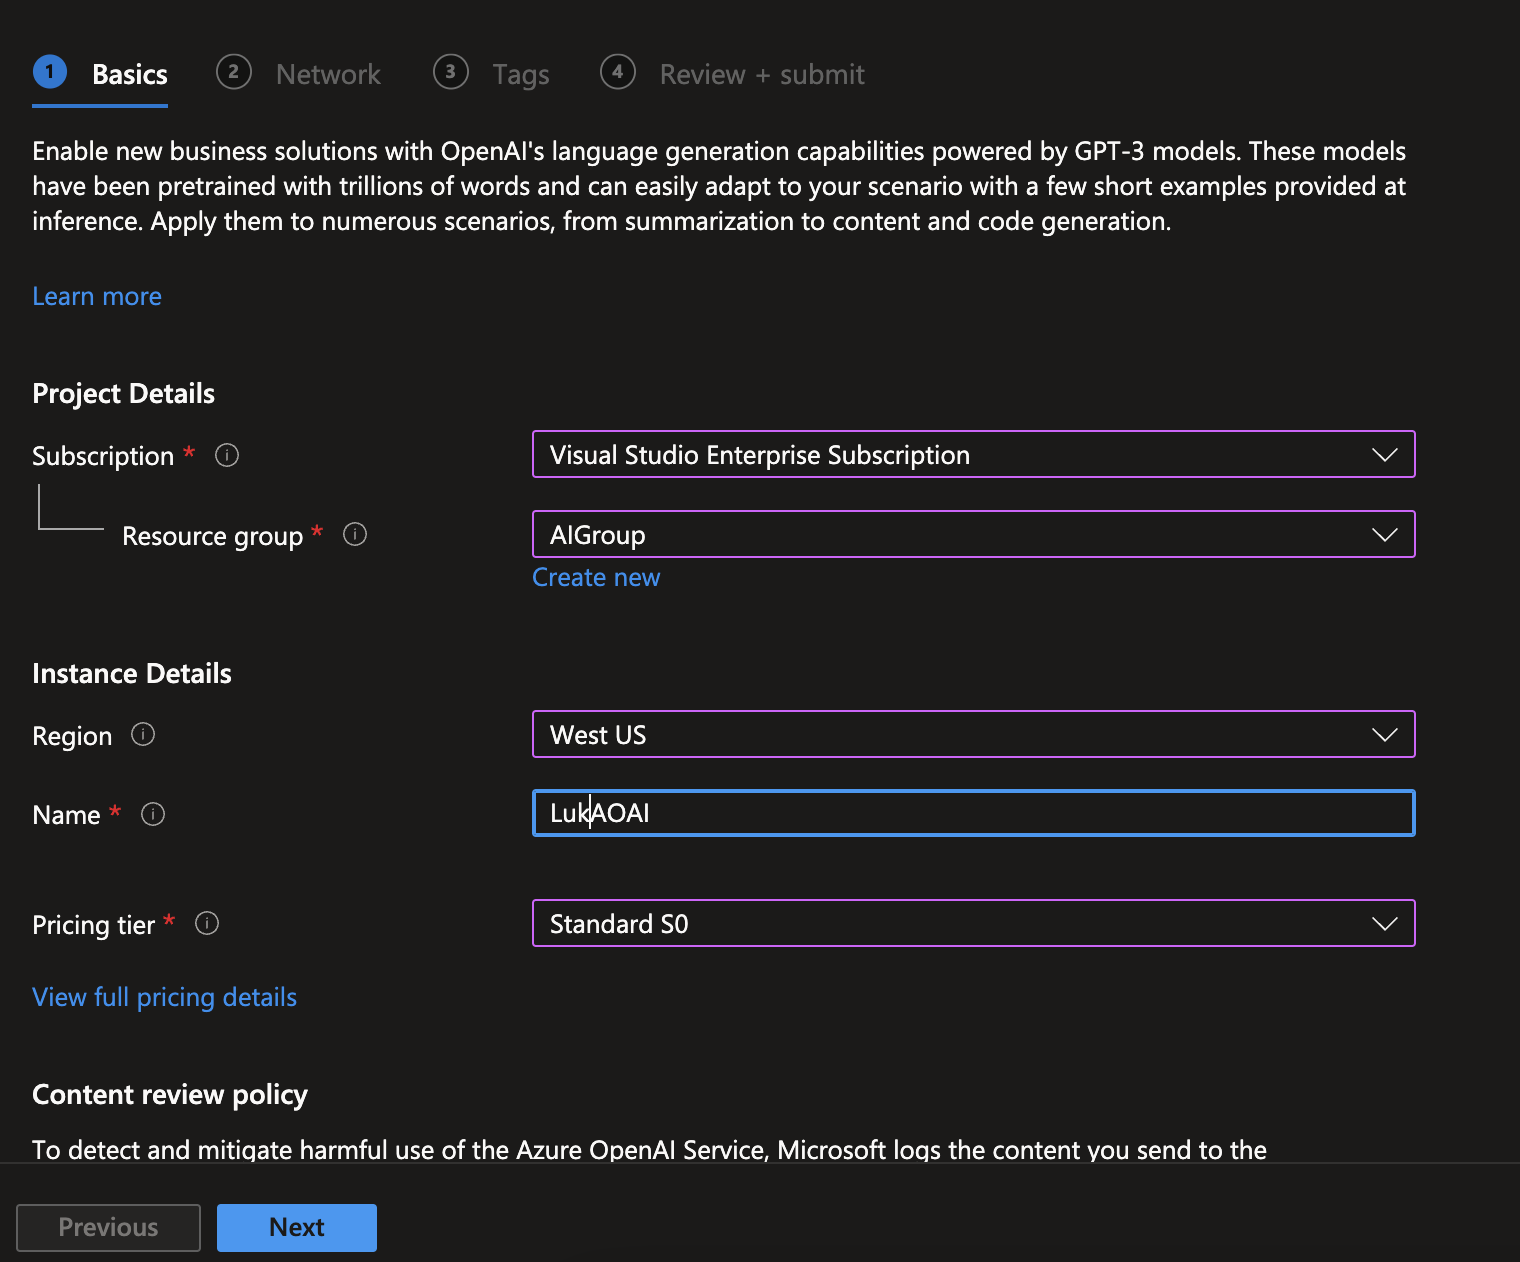 1 Basics 2 Network 3 Tags 4 Review + submit
Enable new business solutions with OpenAI's language generation capabilities powered by GPT-3 models. These models
have been pretrained with trillions of words and can easily adapt to your scenario with a few short examples provided at
inference. Apply them to numerous scenarios, from summarization to content and code generation.
Learn more
Project Details
Subscription * Visual Studio Enterprise Subscription
Resource group * AIGroup
Create new
Instance Details
Region West US
Name * LukAOAI
Pricing tier * Standard S0
View full pricing details
Content review policy
To detect and mitigate harmful use of the Azure OpenAI Service, Microsoft logs the content you send to the
Previous Next